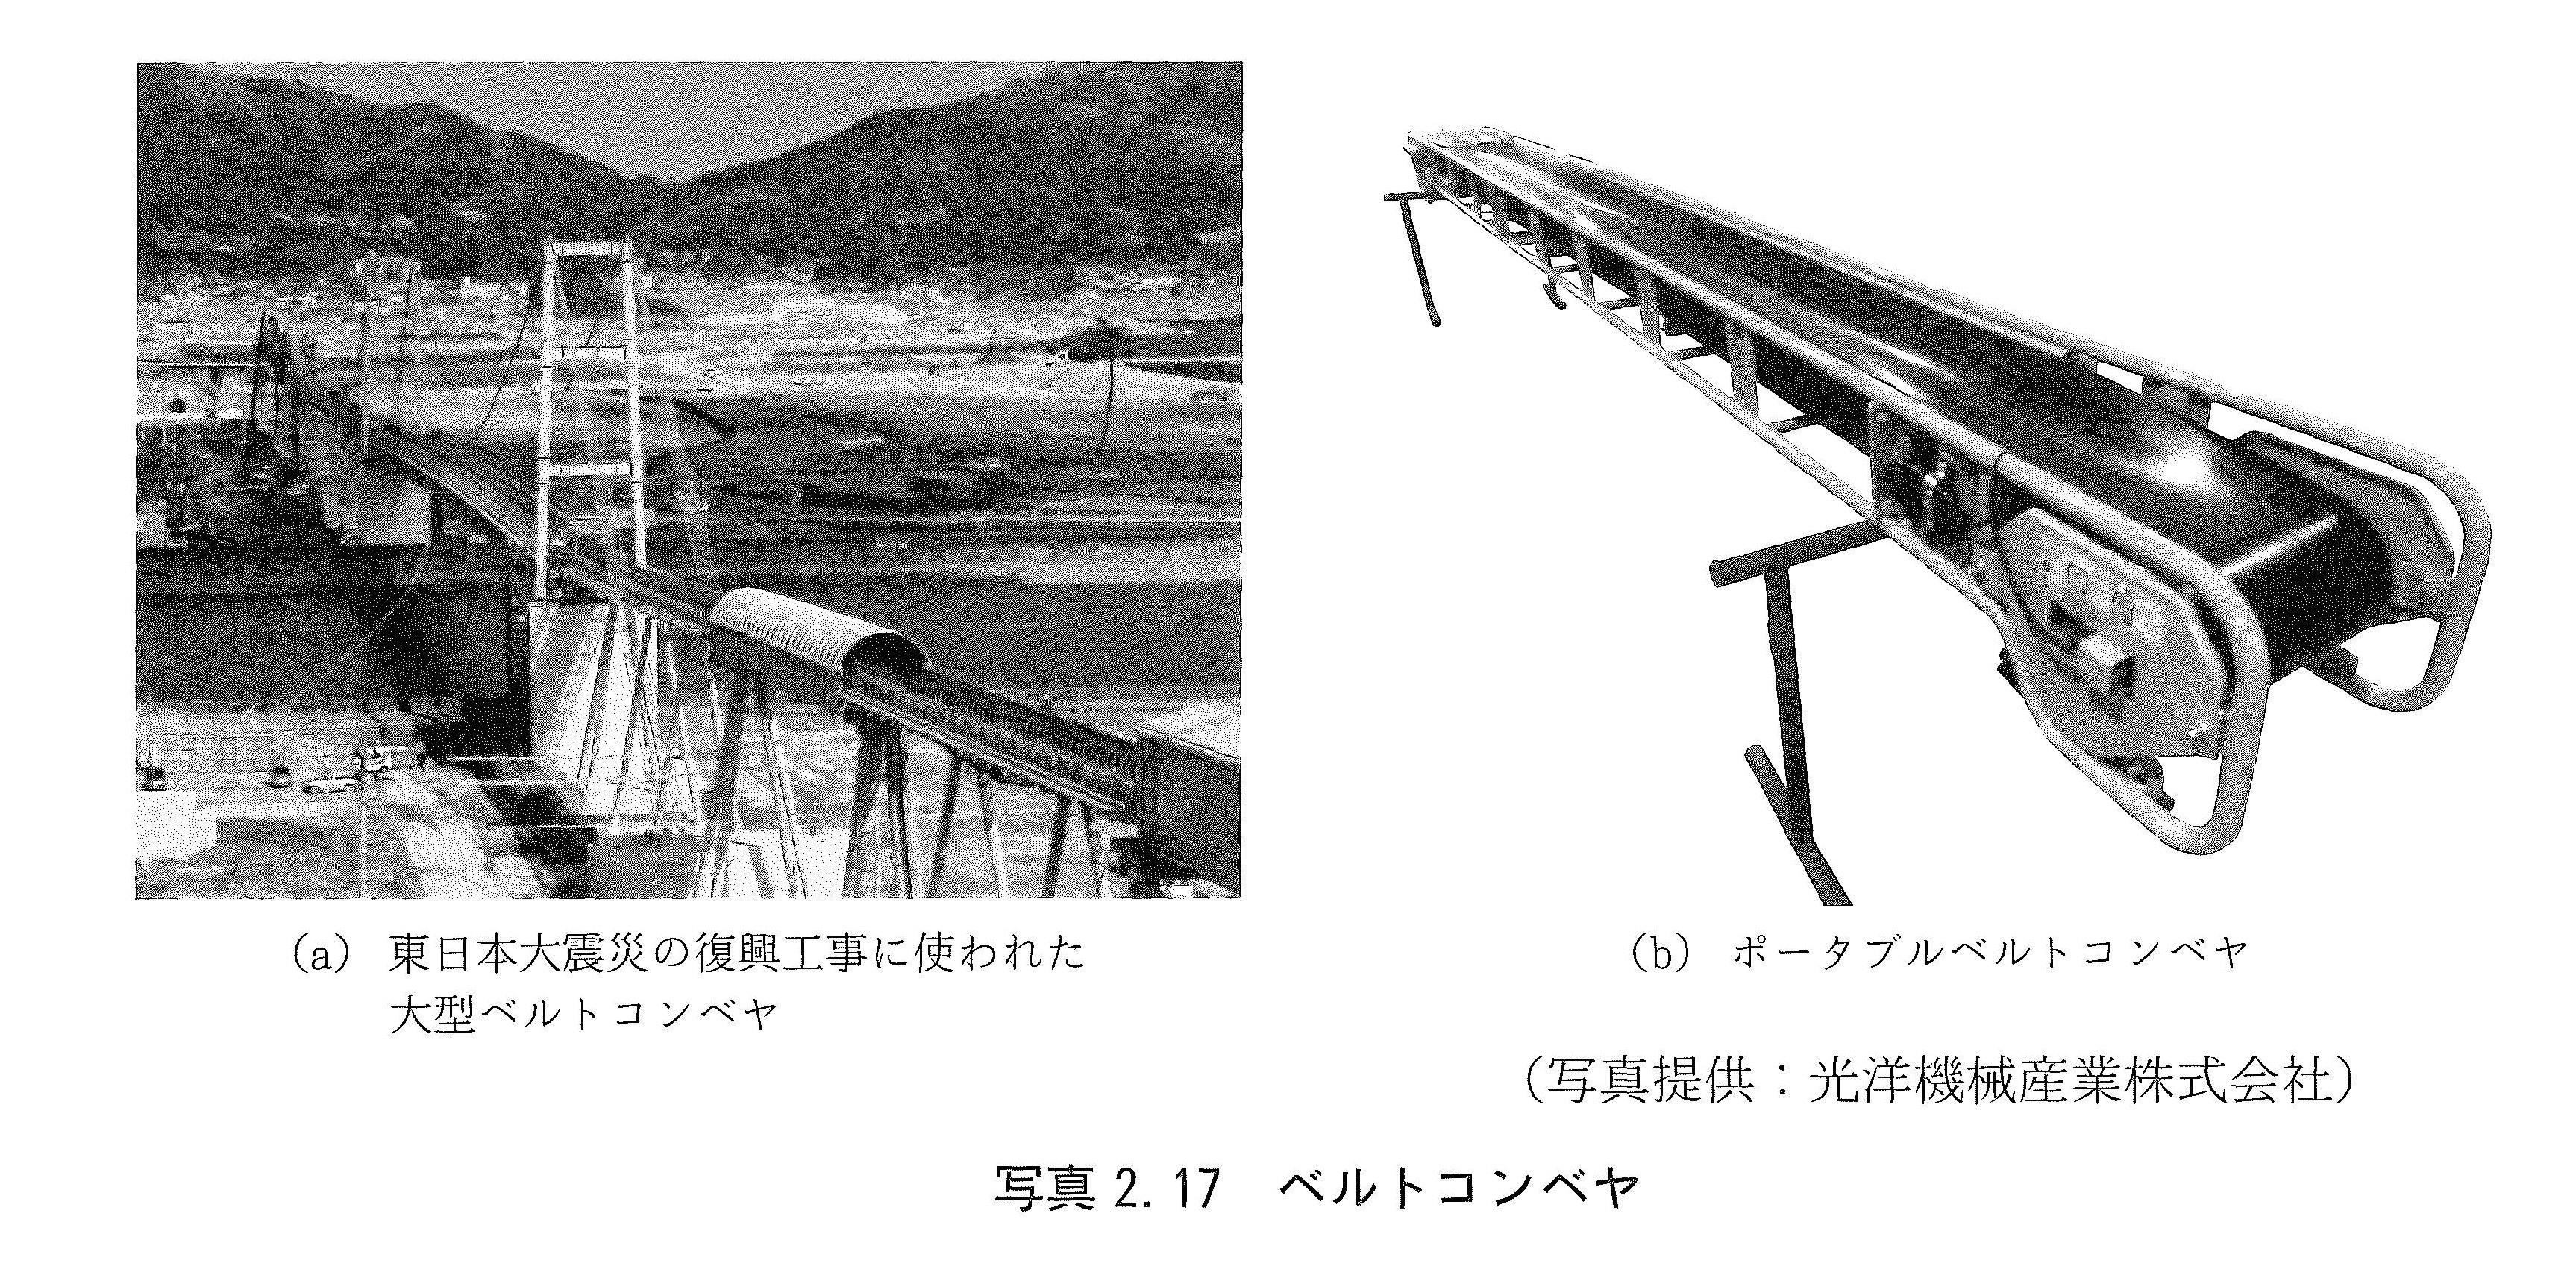 (a) 東日本大震災の復興工事に使われた
大型ベルトコンベヤ
(b) ポータブルベルトコンベヤ
(写真提供：光洋機械産業株式会社)
写真2.17　ベルトコンベヤ